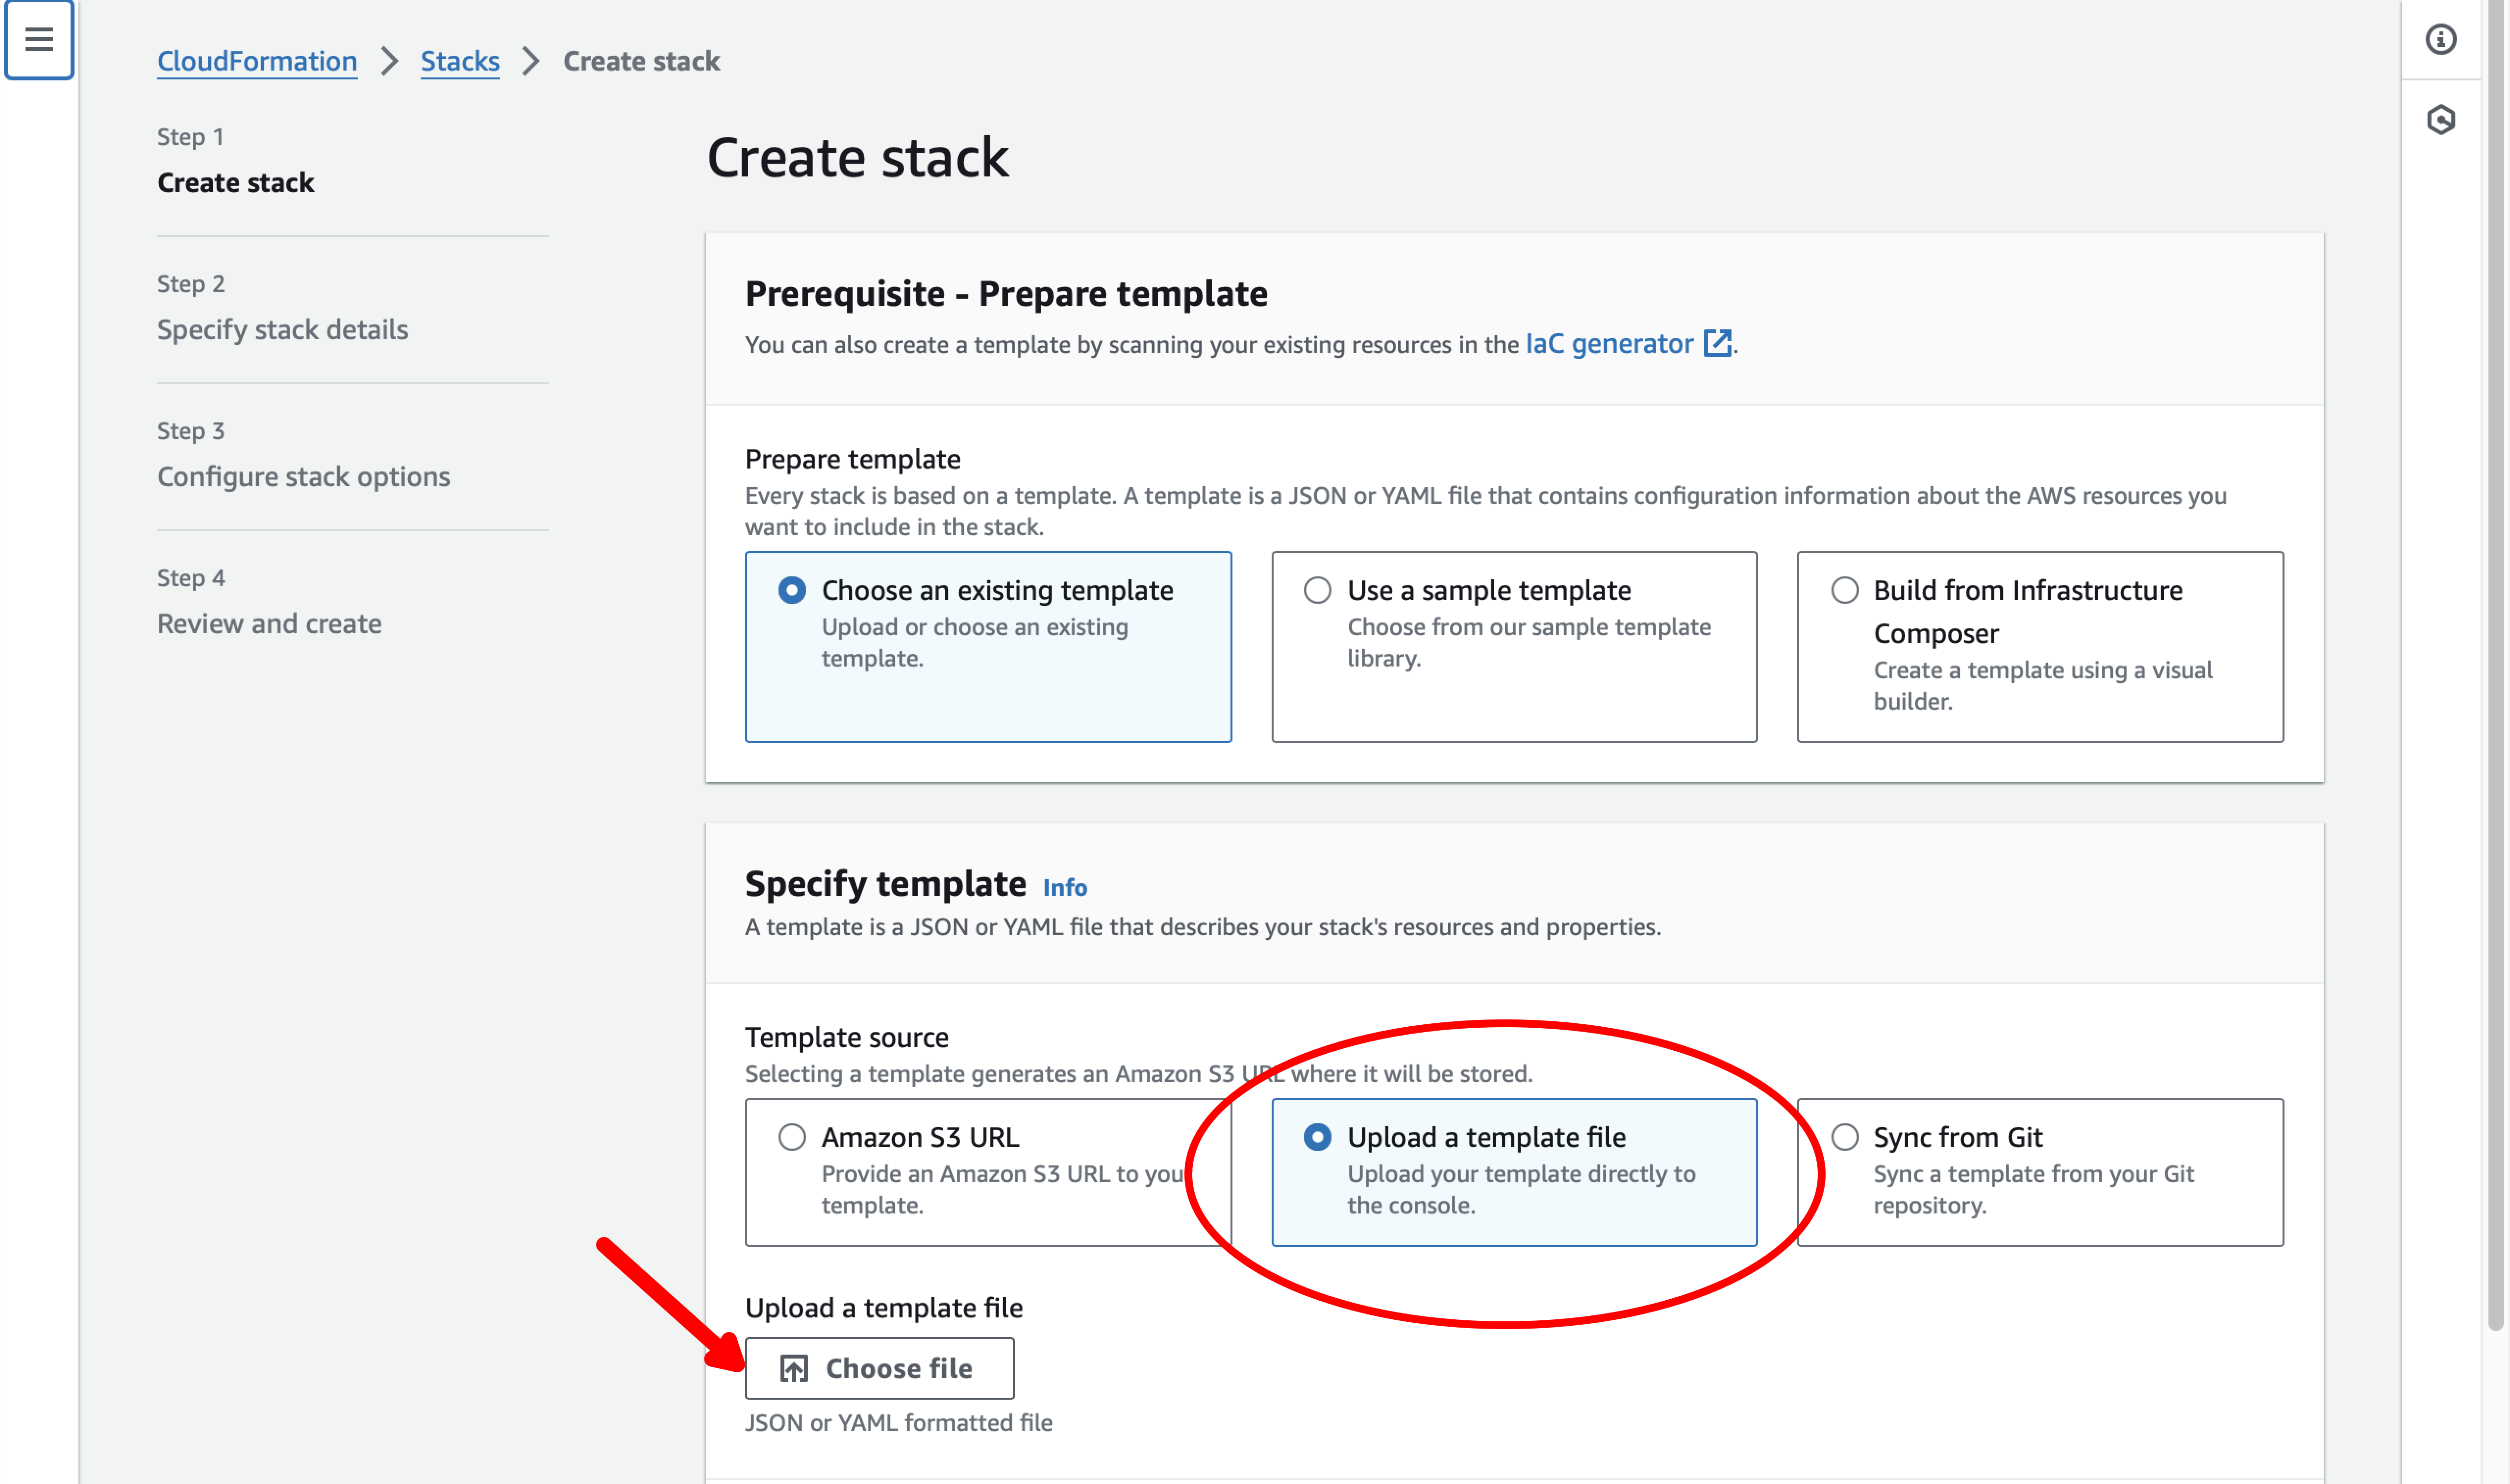 CloudFormation > Stacks > Create stack
Step 1
Create stack
Step 2
Specify stack details
Step 3
Configure stack options
Step 4
Review and create
Create stack
Prerequisite - Prepare template
You can also create a template by scanning your existing resources in the IaC generator.
Prepare template
Every stack is based on a template. A template is a JSON or YAML file that contains configuration information about the AWS resources you
want to include in the stack.
Choose an existing template
Upload or choose an existing
template.
Use a sample template
Choose from our sample template
library.
Build from Infrastructure
Composer
Create a template using a visual
builder.
Specify template Info
A template is a JSON or YAML file that describes your stack's resources and properties.
Template source
Selecting a template generates an Amazon S3 URL where it will be stored.
Amazon S3 URL
Provide an Amazon S3 URL to you
template.
Upload a template file
Upload your template directly to
the console.
Sync from Git
Sync a template from your Git
repository.
Upload a template file
Choose file
JSON or YAML formatted file